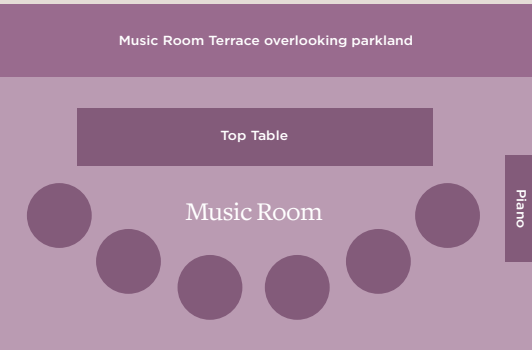 Music Room Terrace overlooking parkland
Top Table
Music Room
Piano